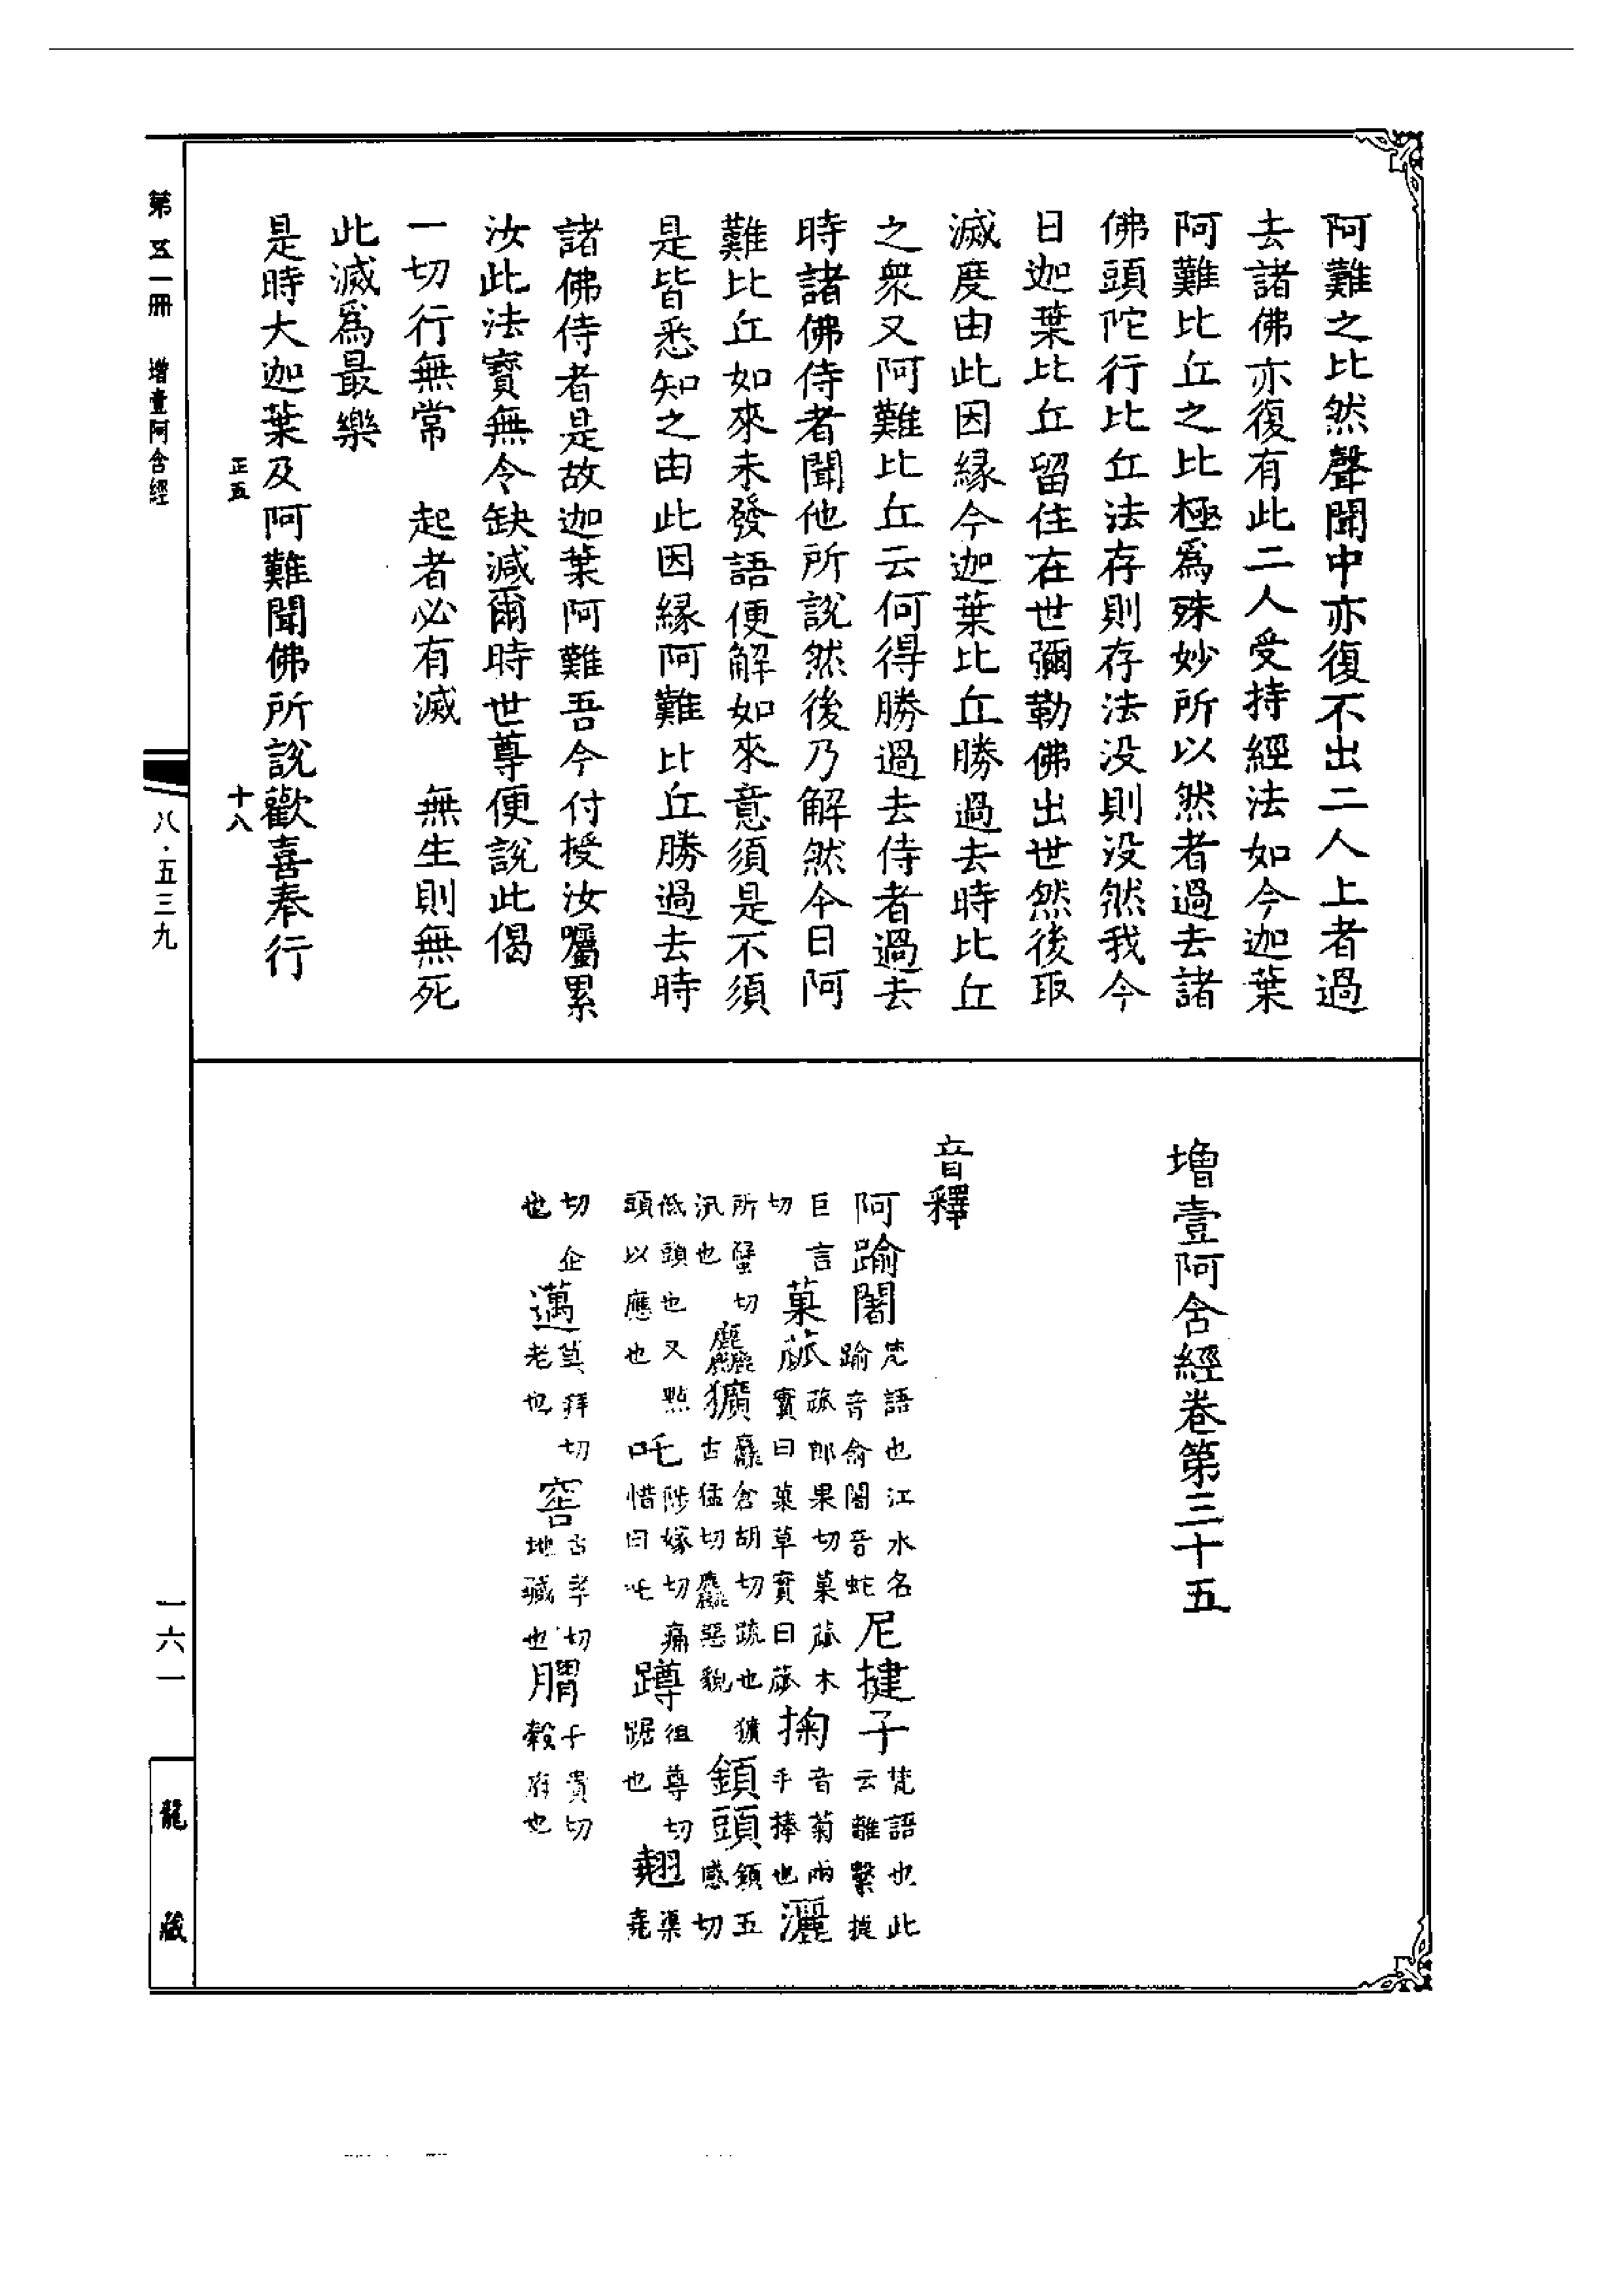 阿難之比然聲聞中亦復不出二人上者過
去諸佛亦復有此二人受持經法如今迦葉
阿難比丘之比極爲殊妙所以然者過去諸
佛頭陀行比丘法存則存法没則没然我今
日迦葉比丘留住在世彌勒佛出世然後取
滅度由此因緣今迦葉比丘勝過去時比丘
之衆又阿難比丘云何得勝過去侍者過去
時諸佛侍者聞他所說然後乃解然今日阿
難比丘如來未發語便解如來意須是不須
是皆悉知之由此因緣阿難比丘勝過去時
諸佛侍者是故迦葉阿難吾今付授汝囑累
汝此法寶無令缺減爾時世尊便說此偈
一切行無常　起者必有滅　無生則無死
此滅爲最樂
是時大迦葉及阿難聞佛所說歡喜奉行
正五　十八
增壹阿含經卷第三十五
音釋
阿踰闍 梵語也江水名踰音俞闍音蛇 尼揵子 梵語也此云離繫揵
巨言切 菓蓏 蓏郎果切菓蓏木實曰菓草實曰蓏 掬 音菊兩手捧也 灑
所蟹切汛也 麤獷 麤倉胡切疏也獷古猛切麤惡貌 顉頭 顉五感切
低頭也又點頭以應也 吒 陟嫁切痛惜曰吒 蹲 徂尊切踞也 翹 渠堯
切企也 邁 莫拜切老也 窖 古孝切地藏也 腪 于貴切穀府也
第五一冊　增壹阿含經
八·五三九
一六一
龍藏